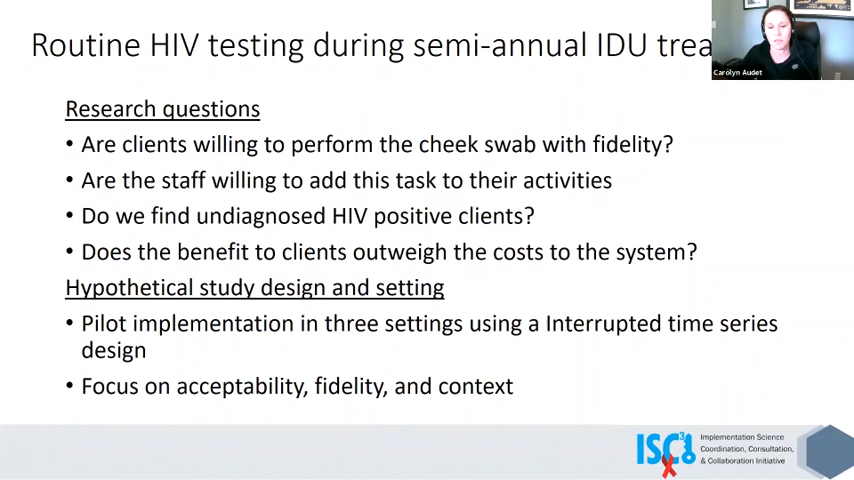 Routine HIV testing during semi-annual IDU trea
Carolyn Audet
Research questions
• Are clients willing to perform the cheek swab with fidelity?
• Are the staff willing to add this task to their activities
• Do we find undiagnosed HIV positive clients?
• Does the benefit to clients outweigh the costs to the system?
Hypothetical study design and setting
• Pilot implementation in three settings using a Interrupted time series
design
• Focus on acceptability, fidelity, and context
ISC3
Implementation Science
Coordination, Consultation,
& Collaboration Initiative